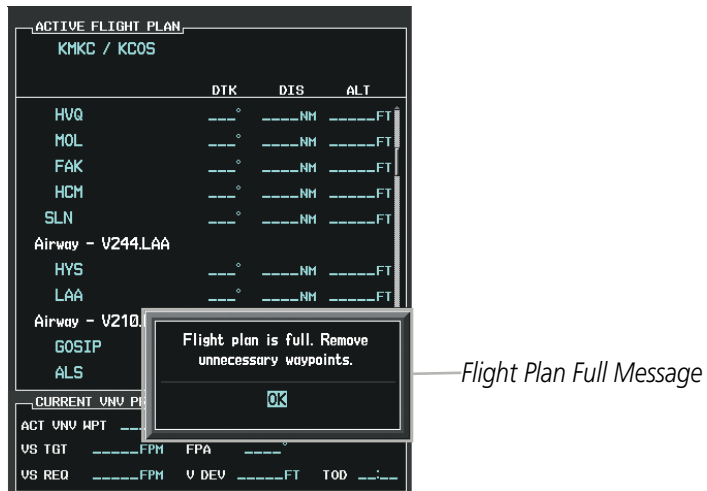 ACTIVE FLIGHT PLAN
KMKC / KCOS
DTK DIS ALT
HVQ ___° ____NM _____FT
MOL ___° ____NM _____FT
FAK ___° ____NM _____FT
HCM ___° ____NM _____FT
SLN ___° ____NM _____FT
Airway - V244.LAA
HYS ___° ____NM _____FT
LAA ___° ____NM _____FT
Airway - V210.
GOSIP
ALS
Flight plan is full. Remove
unnecessary waypoints.
OK
Flight Plan Full Message
CURRENT VNV
ACT VNV WPT
VS TGT _____FPM FPA ____°
VS REQ _____FPM V DEV _____FT TOD __:__